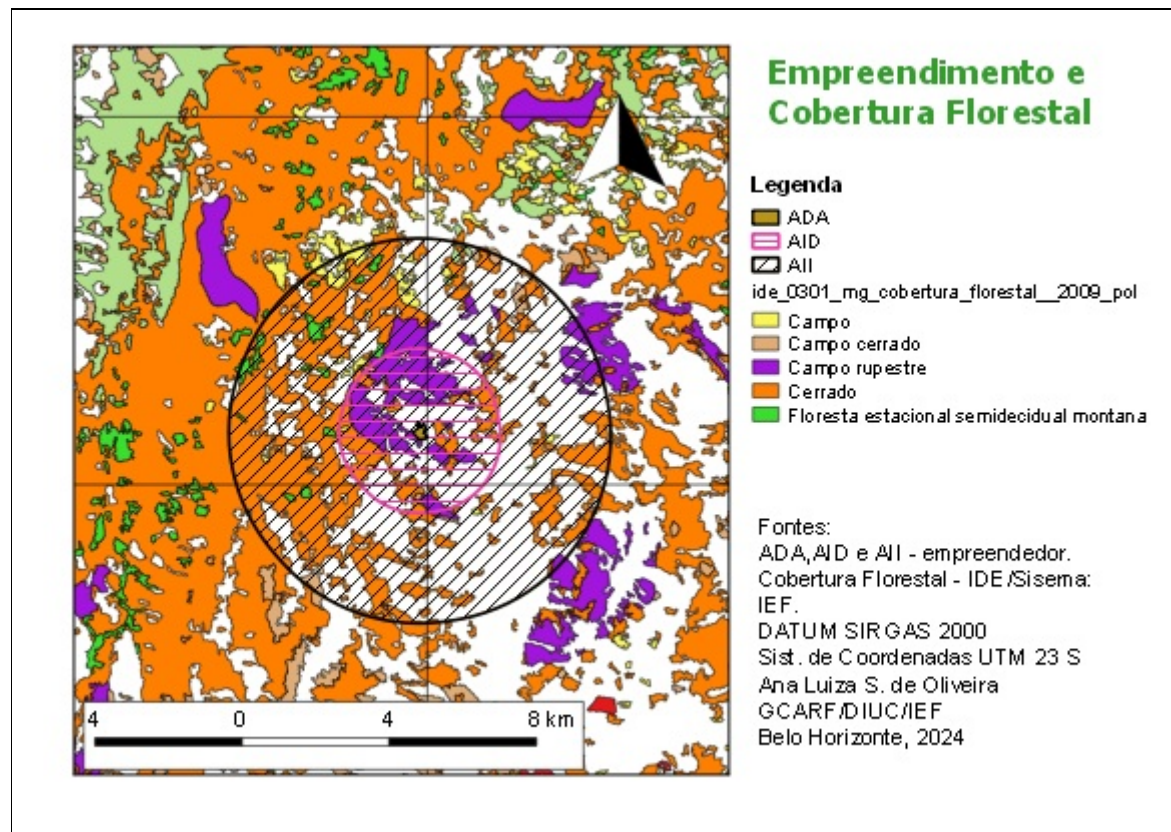 Empreendimento e
Cobertura Florestal
Legenda
ADA
AID
AII
ide_0301_mg_cobertura_florestal__2009_pol
Campo
Campo cerrado
Campo rupestre
Cerrado
Floresta estacional semidecidual montana
Fontes:
ADA,AID e AII - empreendedor.
Cobertura Florestal - IDE/Sisema:
IEF.
DATUM SIRGAS 2000
Sist. de Coordenadas UTM 23 S
Ana Luiza S. de Oliveira
GCARF/DIUC/IEF
Belo Horizonte, 2024
4 0 4 8 km